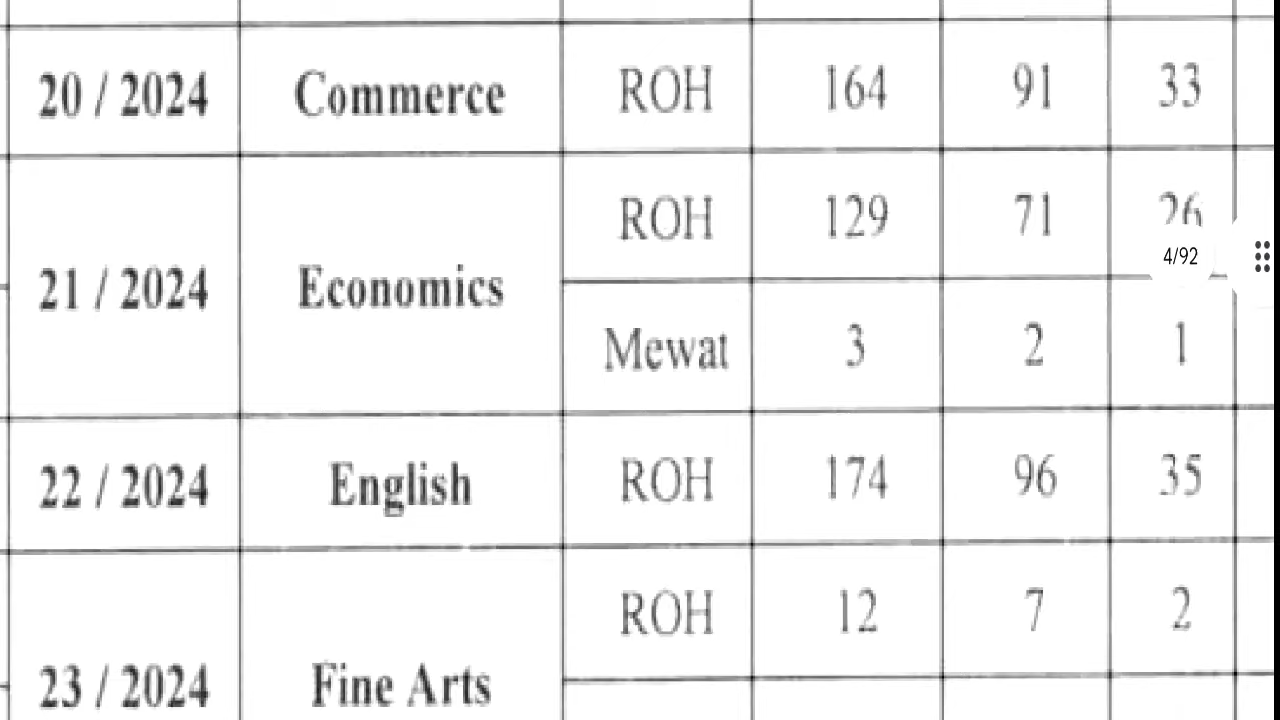 20 / 2024 Commerce ROH 164 91 33
ROH 129 71 26
4/92
21 / 2024 Economics
Mewat 3 2 1
22 / 2024 English ROH 174 96 35
ROH 12 7 2
23 / 2024 Fine Arts